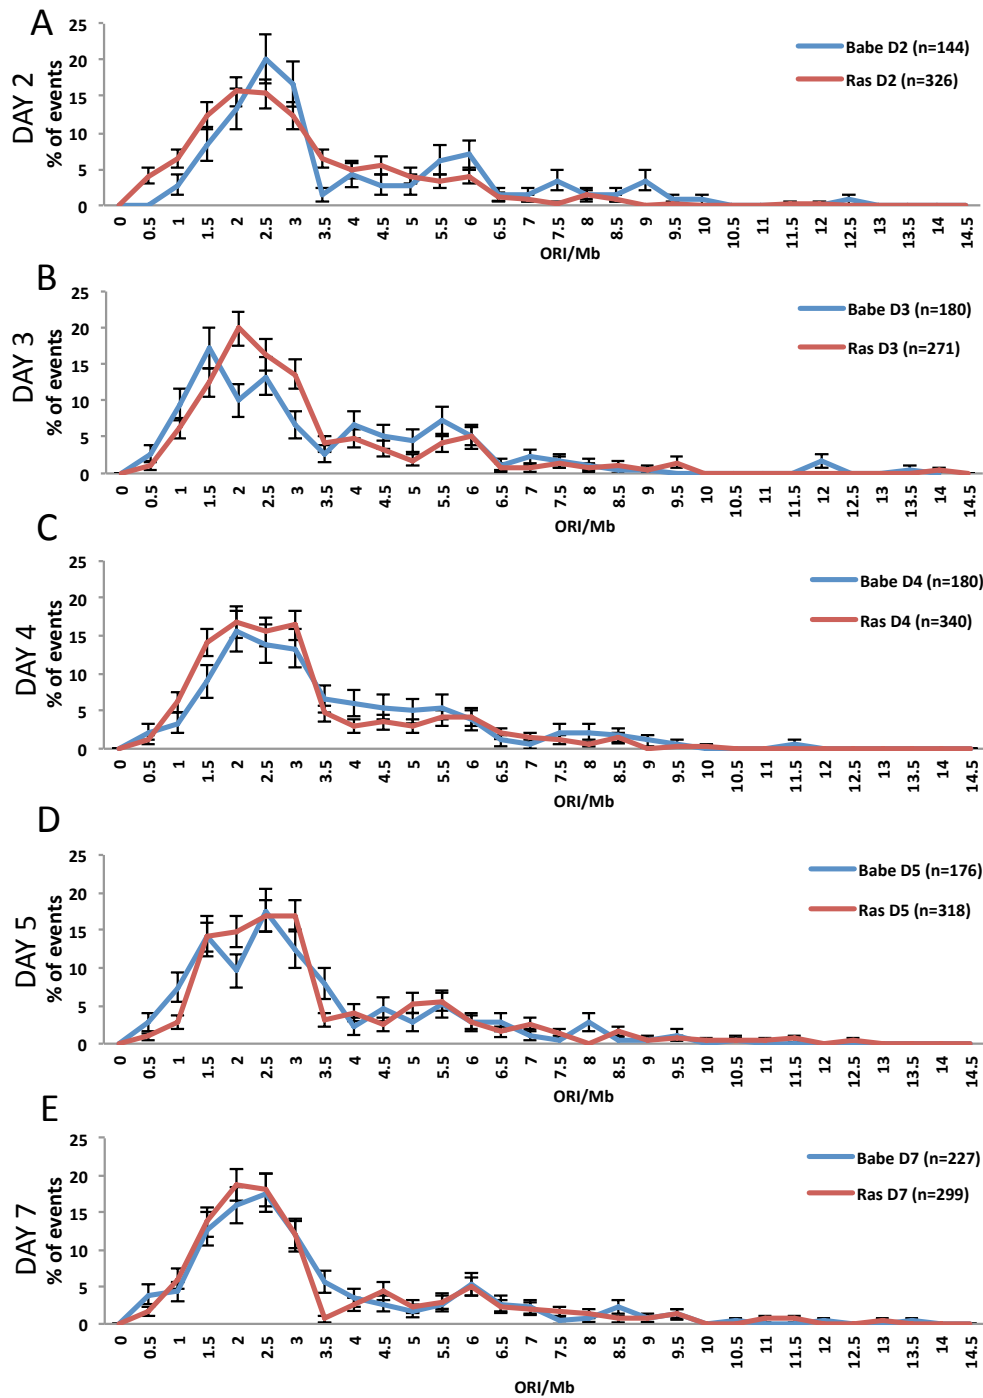 A
DAY 2
% of events
25
20
15
10
5
0
Babe D2 (n=144)
Ras D2 (n=326)
0 0.5 1 1.5 2 2.5 3 3.5 4 4.5 5 5.5 6 6.5 7 7.5 8 8.5 9 9.5 10 10.5 11 11.5 12 12.5 13 13.5 14 14.5
ORI/Mb
B
DAY 3
% of events
25
20
15
10
5
0
Babe D3 (n=180)
Ras D3 (n=271)
0 0.5 1 1.5 2 2.5 3 3.5 4 4.5 5 5.5 6 6.5 7 7.5 8 8.5 9 9.5 10 10.5 11 11.5 12 12.5 13 13.5 14 14.5
ORI/Mb
C
DAY 4
% of events
25
20
15
10
5
0
Babe D4 (n=180)
Ras D4 (n=340)
0 0.5 1 1.5 2 2.5 3 3.5 4 4.5 5 5.5 6 6.5 7 7.5 8 8.5 9 9.5 10 10.5 11 11.5 12 12.5 13 13.5 14 14.5
ORI/Mb
D
DAY 5
% of events
25
20
15
10
5
0
Babe D5 (n=176)
Ras D5 (n=318)
0 0.5 1 1.5 2 2.5 3 3.5 4 4.5 5 5.5 6 6.5 7 7.5 8 8.5 9 9.5 10 10.5 11 11.5 12 12.5 13 13.5 14 14.5
ORI/Mb
E
DAY 7
% of events
25
20
15
10
5
0
Babe D7 (n=227)
Ras D7 (n=299)
0 0.5 1 1.5 2 2.5 3 3.5 4 4.5 5 5.5 6 6.5 7 7.5 8 8.5 9 9.5 10 10.5 11 11.5 12 12.5 13 13.5 14 14.5
ORI/Mb